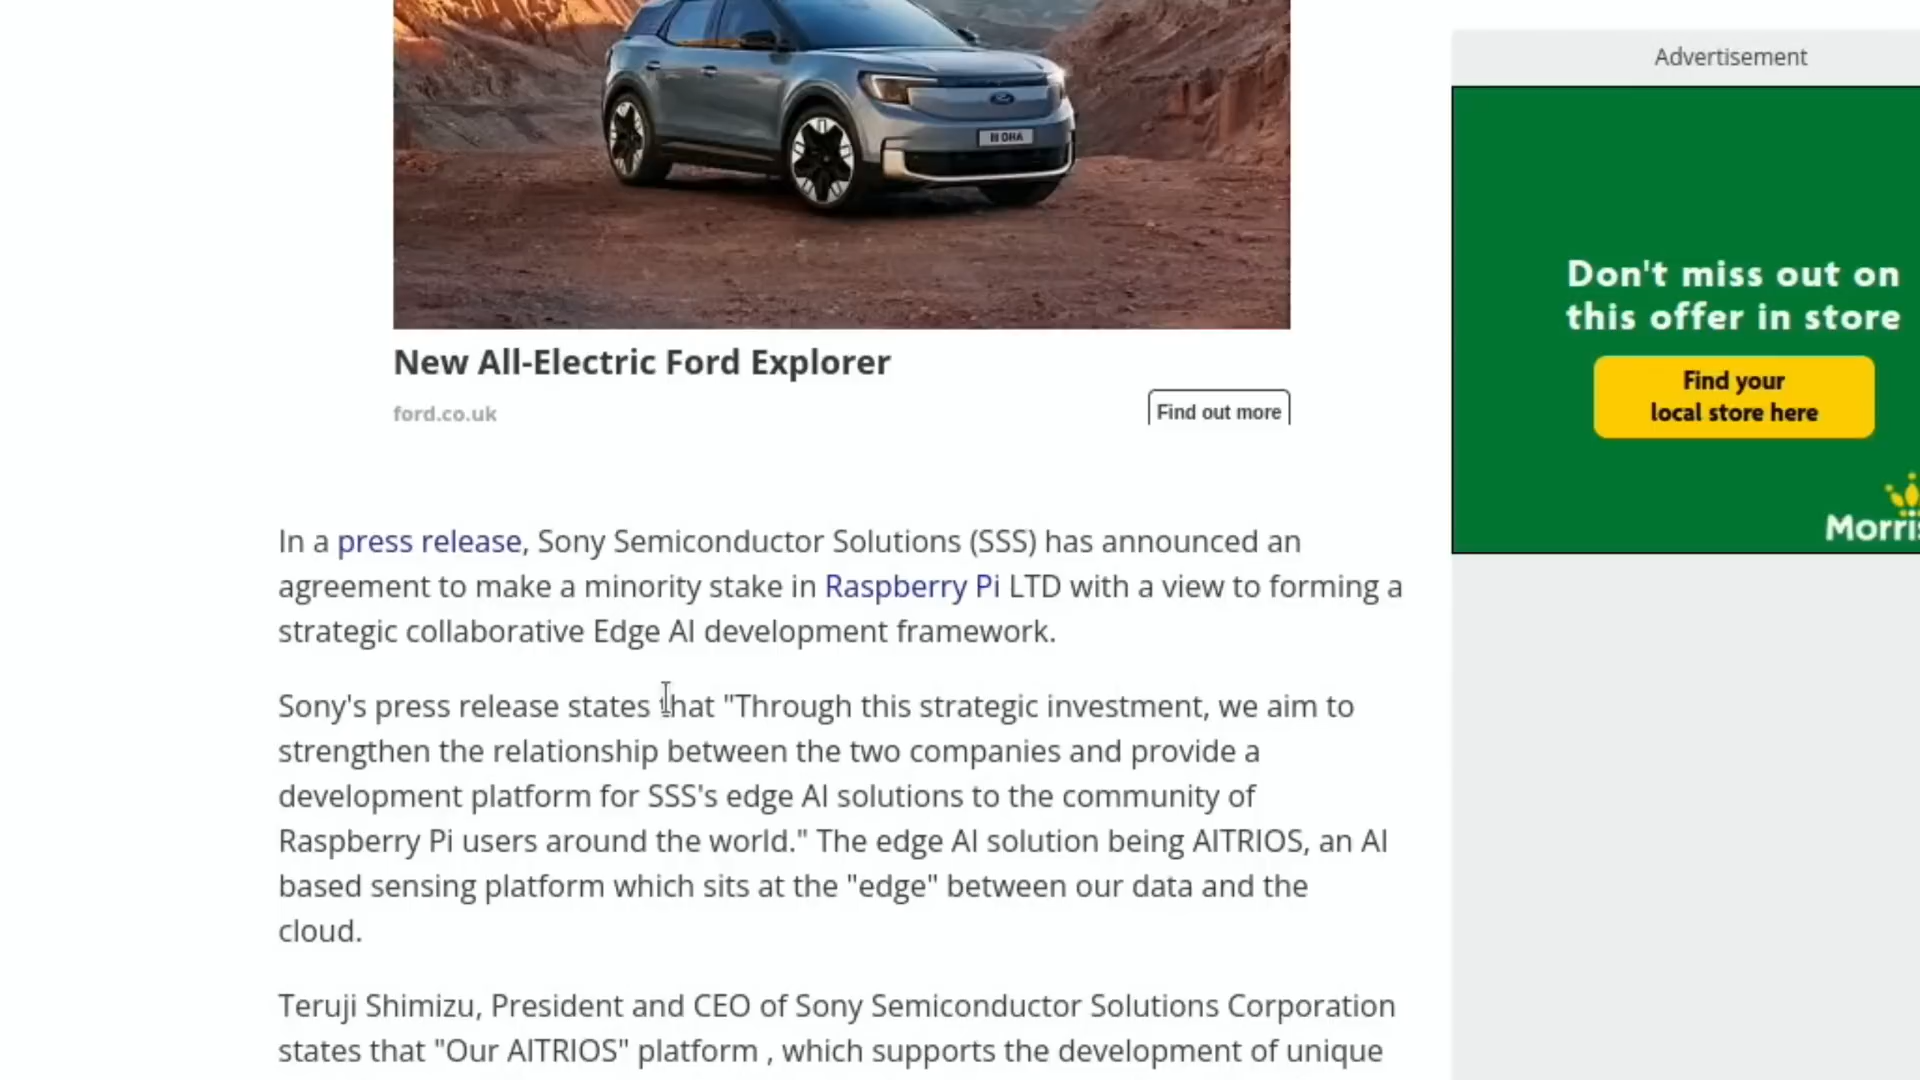 Advertisement
New All-Electric Ford Explorer
ford.co.uk
Find out more
Don't miss out on
this offer in store
Find your
local store here
In a press release, Sony Semiconductor Solutions (SSS) has announced an
agreement to make a minority stake in Raspberry Pi LTD with a view to forming a
strategic collaborative Edge AI development framework.
Sony's press release states that "Through this strategic investment, we aim to
strengthen the relationship between the two companies and provide a
development platform for SSS's edge AI solutions to the community of
Raspberry Pi users around the world." The edge AI solution being AITRIOS, an AI
based sensing platform which sits at the "edge" between our data and the
cloud.
Teruji Shimizu, President and CEO of Sony Semiconductor Solutions Corporation
states that "Our AITRIOS" platform , which supports the development of unique